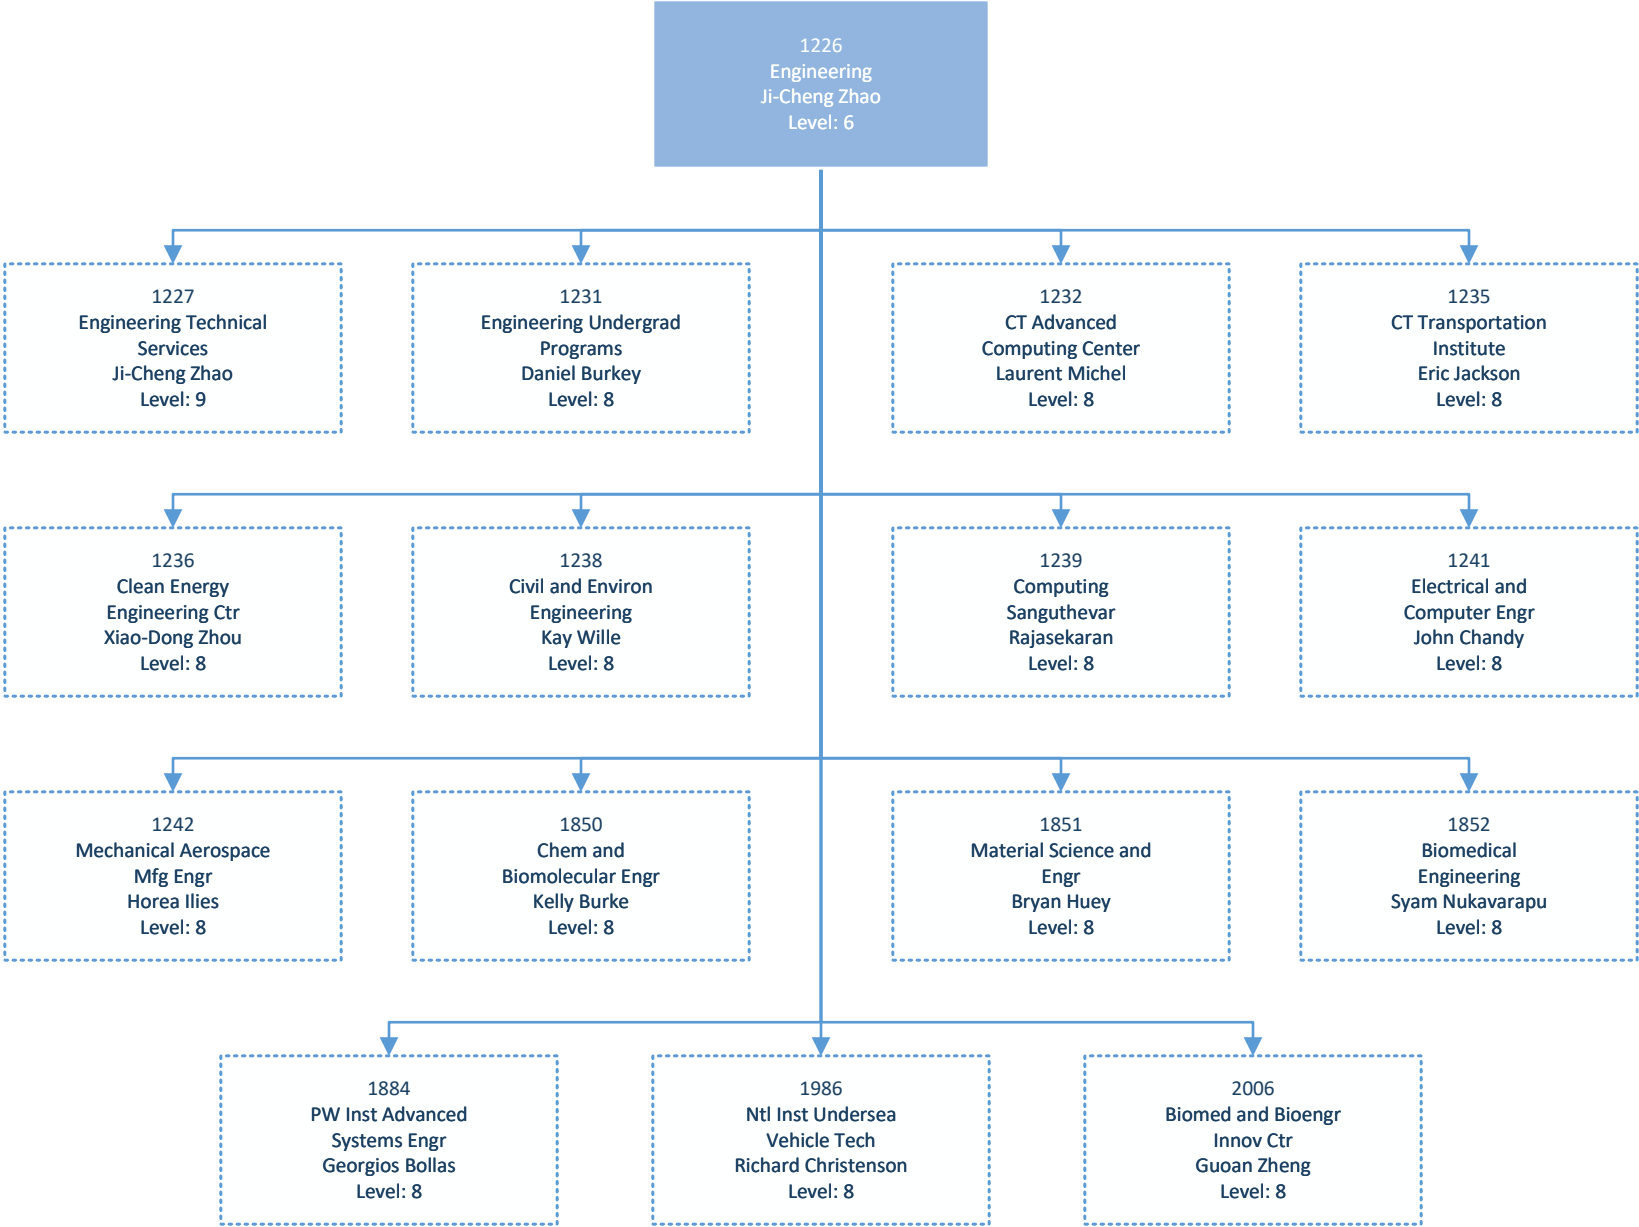 1226
Engineering
Ji-Cheng Zhao
Level: 6
1227
Engineering Technical
Services
Ji-Cheng Zhao
Level: 9
1231
Engineering Undergrad
Programs
Daniel Burkey
Level: 8
1232
CT Advanced
Computing Center
Laurent Michel
Level: 8
1235
CT Transportation
Institute
Eric Jackson
Level: 8
1236
Clean Energy
Engineering Ctr
Xiao-Dong Zhou
Level: 8
1238
Civil and Environ
Engineering
Kay Wille
Level: 8
1239
Computing
Sanguthevar
Rajasekaran
Level: 8
1241
Electrical and
Computer Engr
John Chandy
Level: 8
1242
Mechanical Aerospace
Mfg Engr
Horea Ilies
Level: 8
1850
Chem and
Biomolecular Engr
Kelly Burke
Level: 8
1851
Material Science and
Engr
Bryan Huey
Level: 8
1852
Biomedical
Engineering
Syam Nukavarapu
Level: 8
1884
PW Inst Advanced
Systems Engr
Georgios Bollas
Level: 8
1986
Ntl Inst Undersea
Vehicle Tech
Richard Christenson
Level: 8
2006
Biomed and Bioengr
Innov Ctr
Guoan Zheng
Level: 8